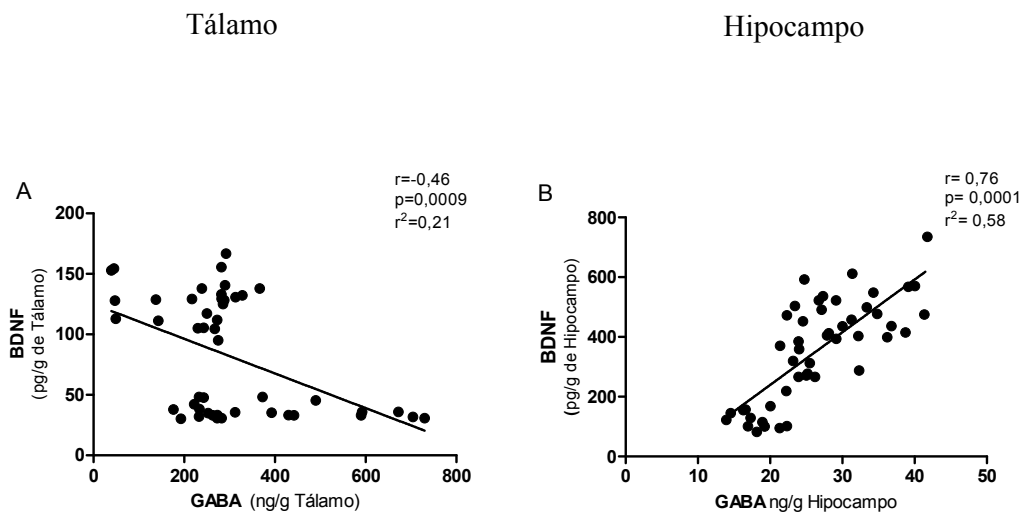 Tálamo
Hipocampo
A
r=-0,46
p=0,0009
r²=0,21
200
150
100
50
0
BDNF
(pg/g de Tálamo)
0 200 400 600 800
GABA (ng/g Tálamo)
B
r= 0,76
p= 0,0001
r²= 0,58
800
600
400
200
0
BDNF
(pg/g de Hipocampo)
0 10 20 30 40 50
GABA ng/g Hipocampo